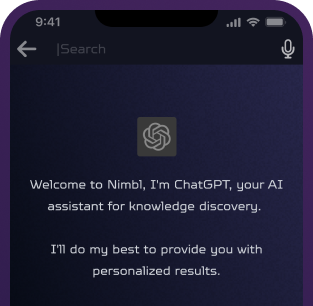 9:41
Search
Welcome to Nimbl, I'm ChatGPT, your AI
assistant for knowledge discovery.
I'll do my best to provide you with
personalized results.